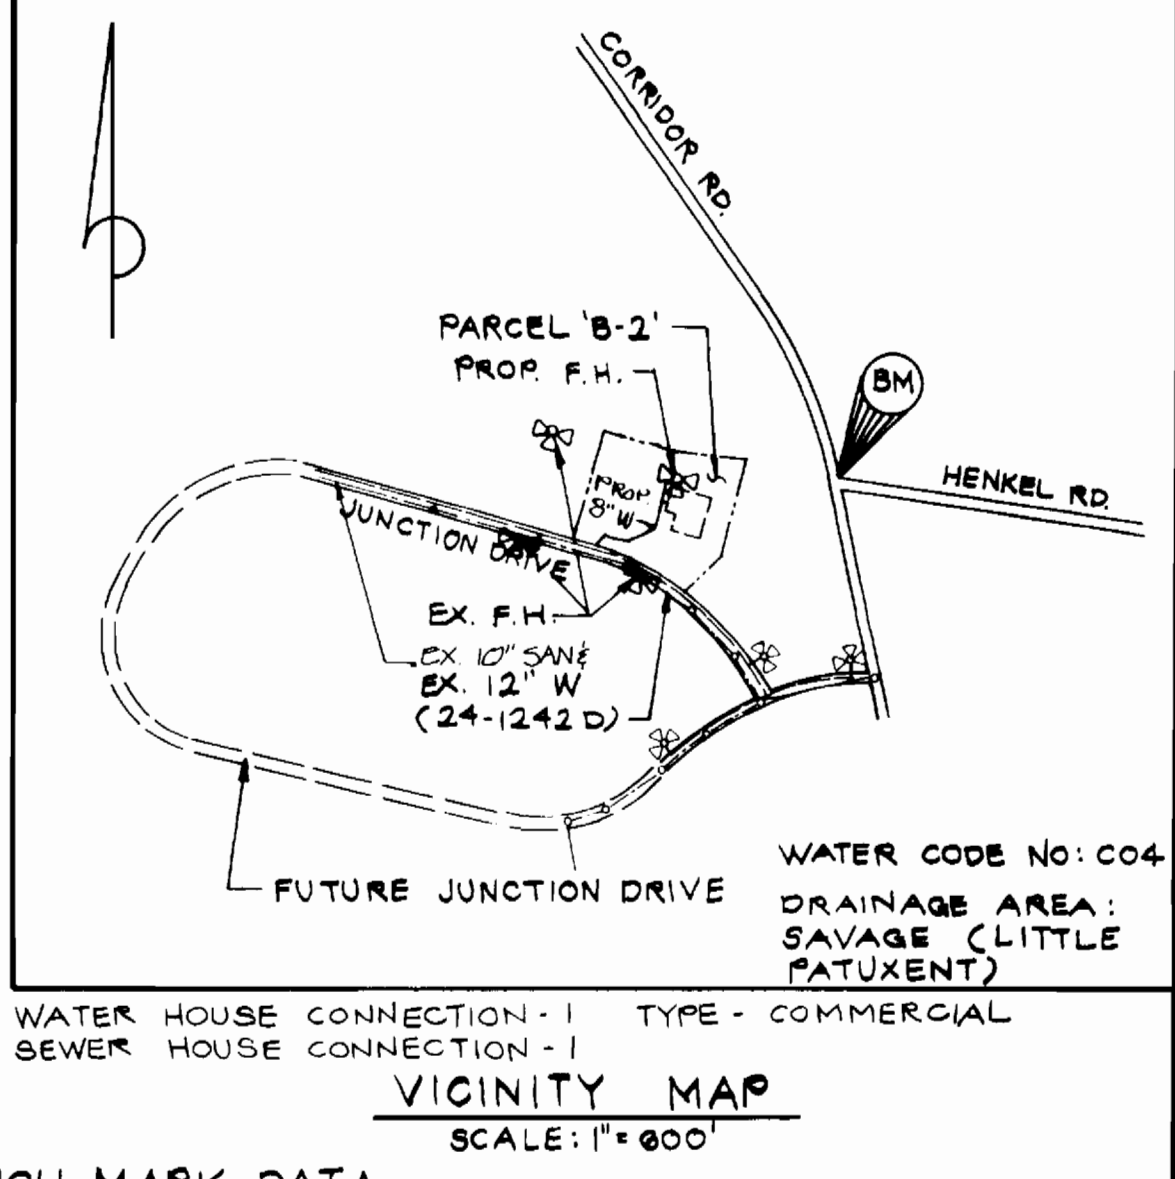 CORRIDOR RD.
PARCEL 'B-2'
PROP. F.H.
BM
HENKEL RD.
PROP.
8" W
JUNCTION DRIVE
EX. F.H.
EX. 10" SAN &
EX. 12" W
(24-1242 D)
FUTURE JUNCTION DRIVE
WATER CODE NO: C04
DRAINAGE AREA:
SAVAGE (LITTLE
PATUXENT)
WATER HOUSE CONNECTION - 1 TYPE - COMMERCIAL
SEWER HOUSE CONNECTION - 1
VICINITY MAP
SCALE: 1" = 600'
MARK DATA